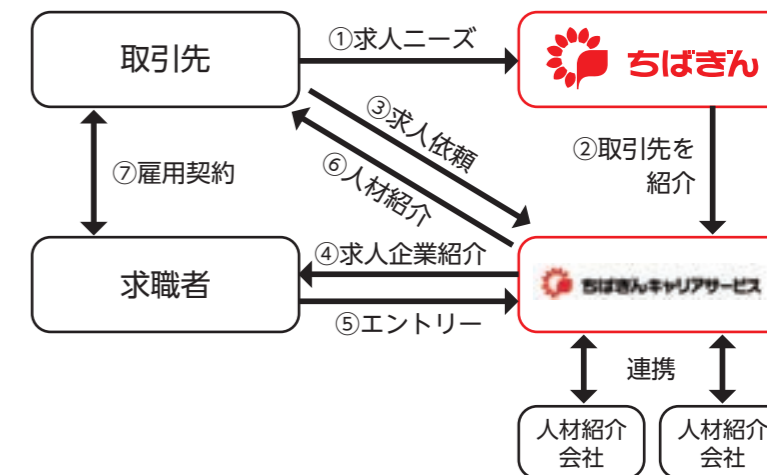 取引先
①求人ニーズ
ちばぎん
③求人依頼
②取引先を
紹介
⑥人材紹介
⑦雇用契約
求職者
④求人企業紹介
ちばぎんキャリアサービス
⑤エントリー
連携
人材紹介
会社
人材紹介
会社